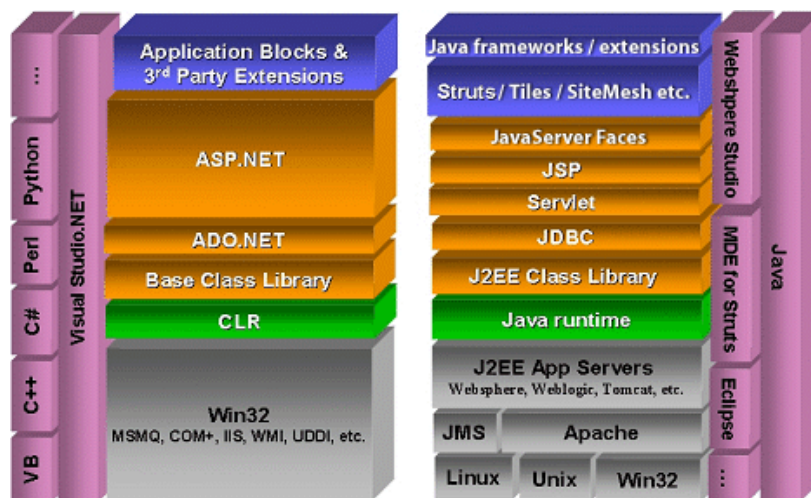 ...
Python
Perl
C#
C++
VB
Visual Studio.NET
Application Blocks &
3rd Party Extensions
ASP.NET
ADO.NET
Base Class Library
CLR
Win32
MSMQ, COM+, IIS, WMI, UDDI, etc.
Java frameworks / extensions
Struts / Tiles / SiteMesh etc.
JavaServer Faces
JSP
Servlet
JDBC
J2EE Class Library
Java runtime
J2EE App Servers
Websphere, Weblogic, Tomcat, etc.
JMS
Apache
Linux
Unix
Win32
Webshpere Studio
MDE for Struts
Eclipse
...
Java